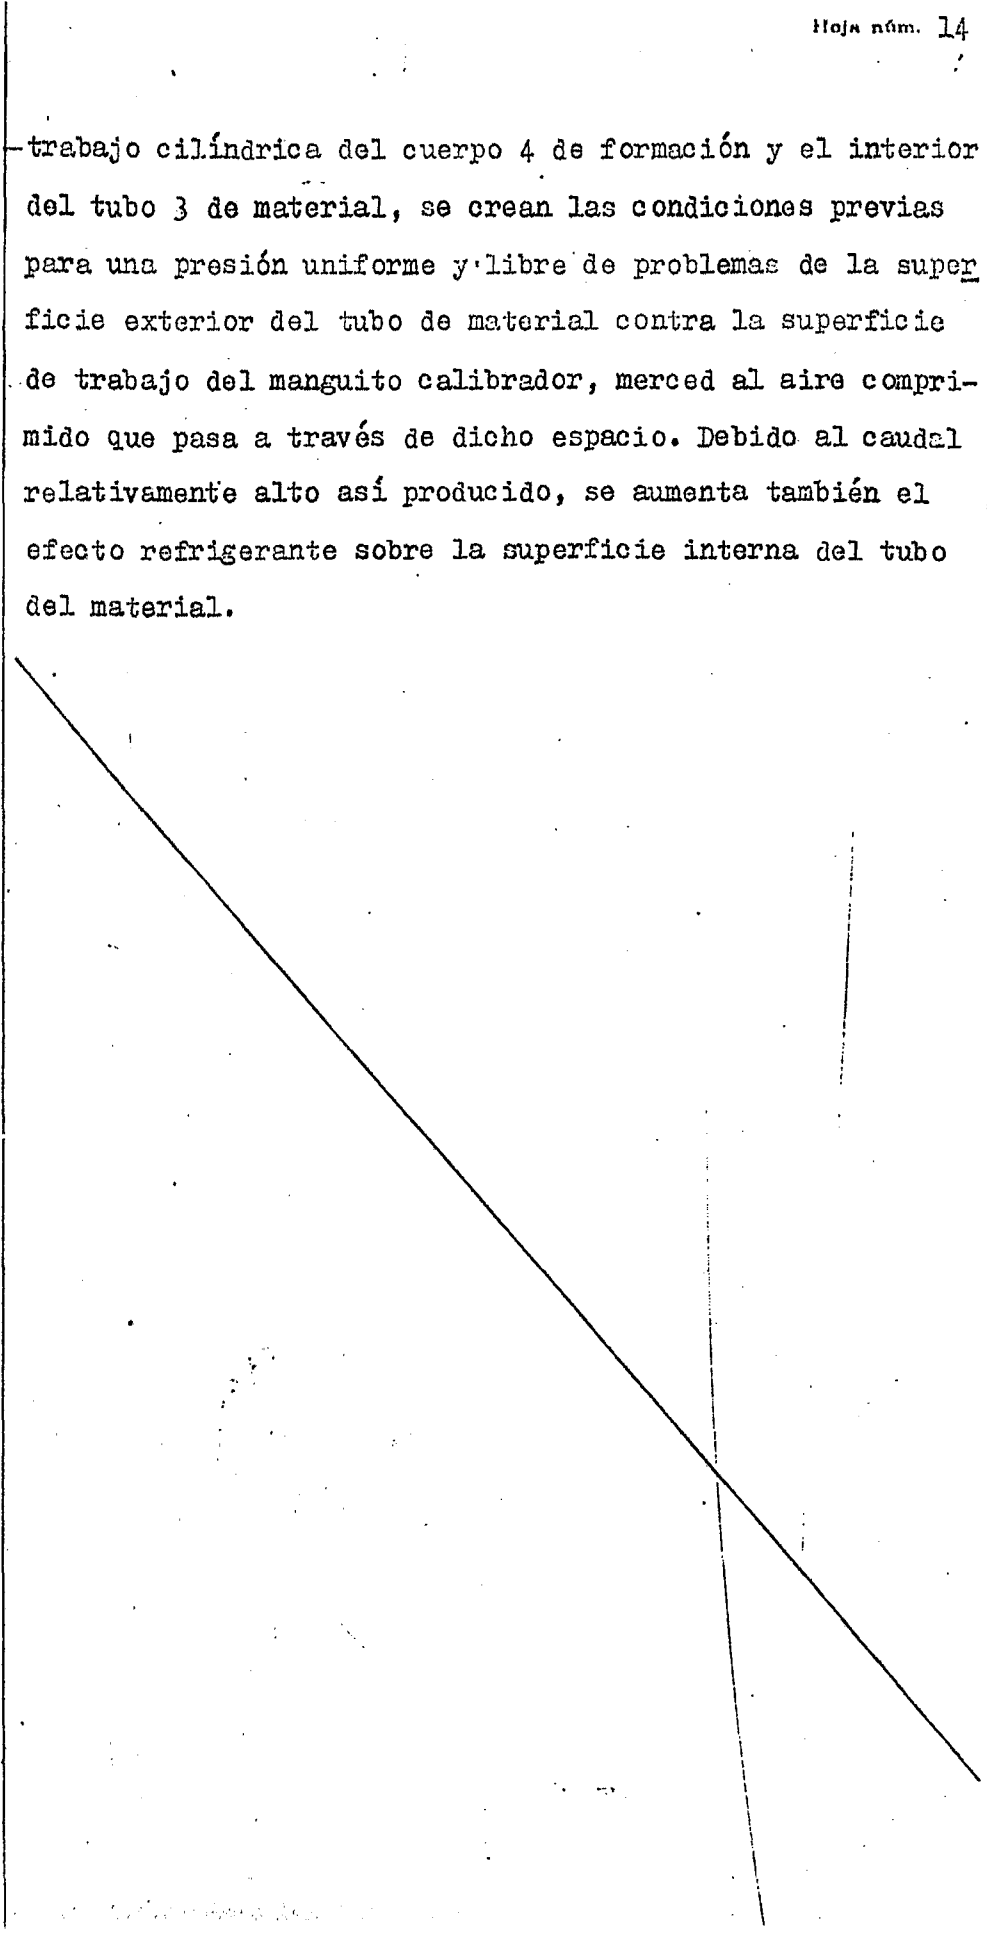 Hoja núm. 14
trabajo cilíndrica del cuerpo 4 de formación y el interior
del tubo 3 de material, se crean las condiciones previas
para una presión uniforme y libre de problemas de la super
ficie exterior del tubo de material contra la superficie
de trabajo del manguito calibrador, merced al aire compri-
mido que pasa a través de dicho espacio. Debido al caudal
relativamente alto así producido, se aumenta también el
efecto refrigerante sobre la superficie interna del tubo
del material.